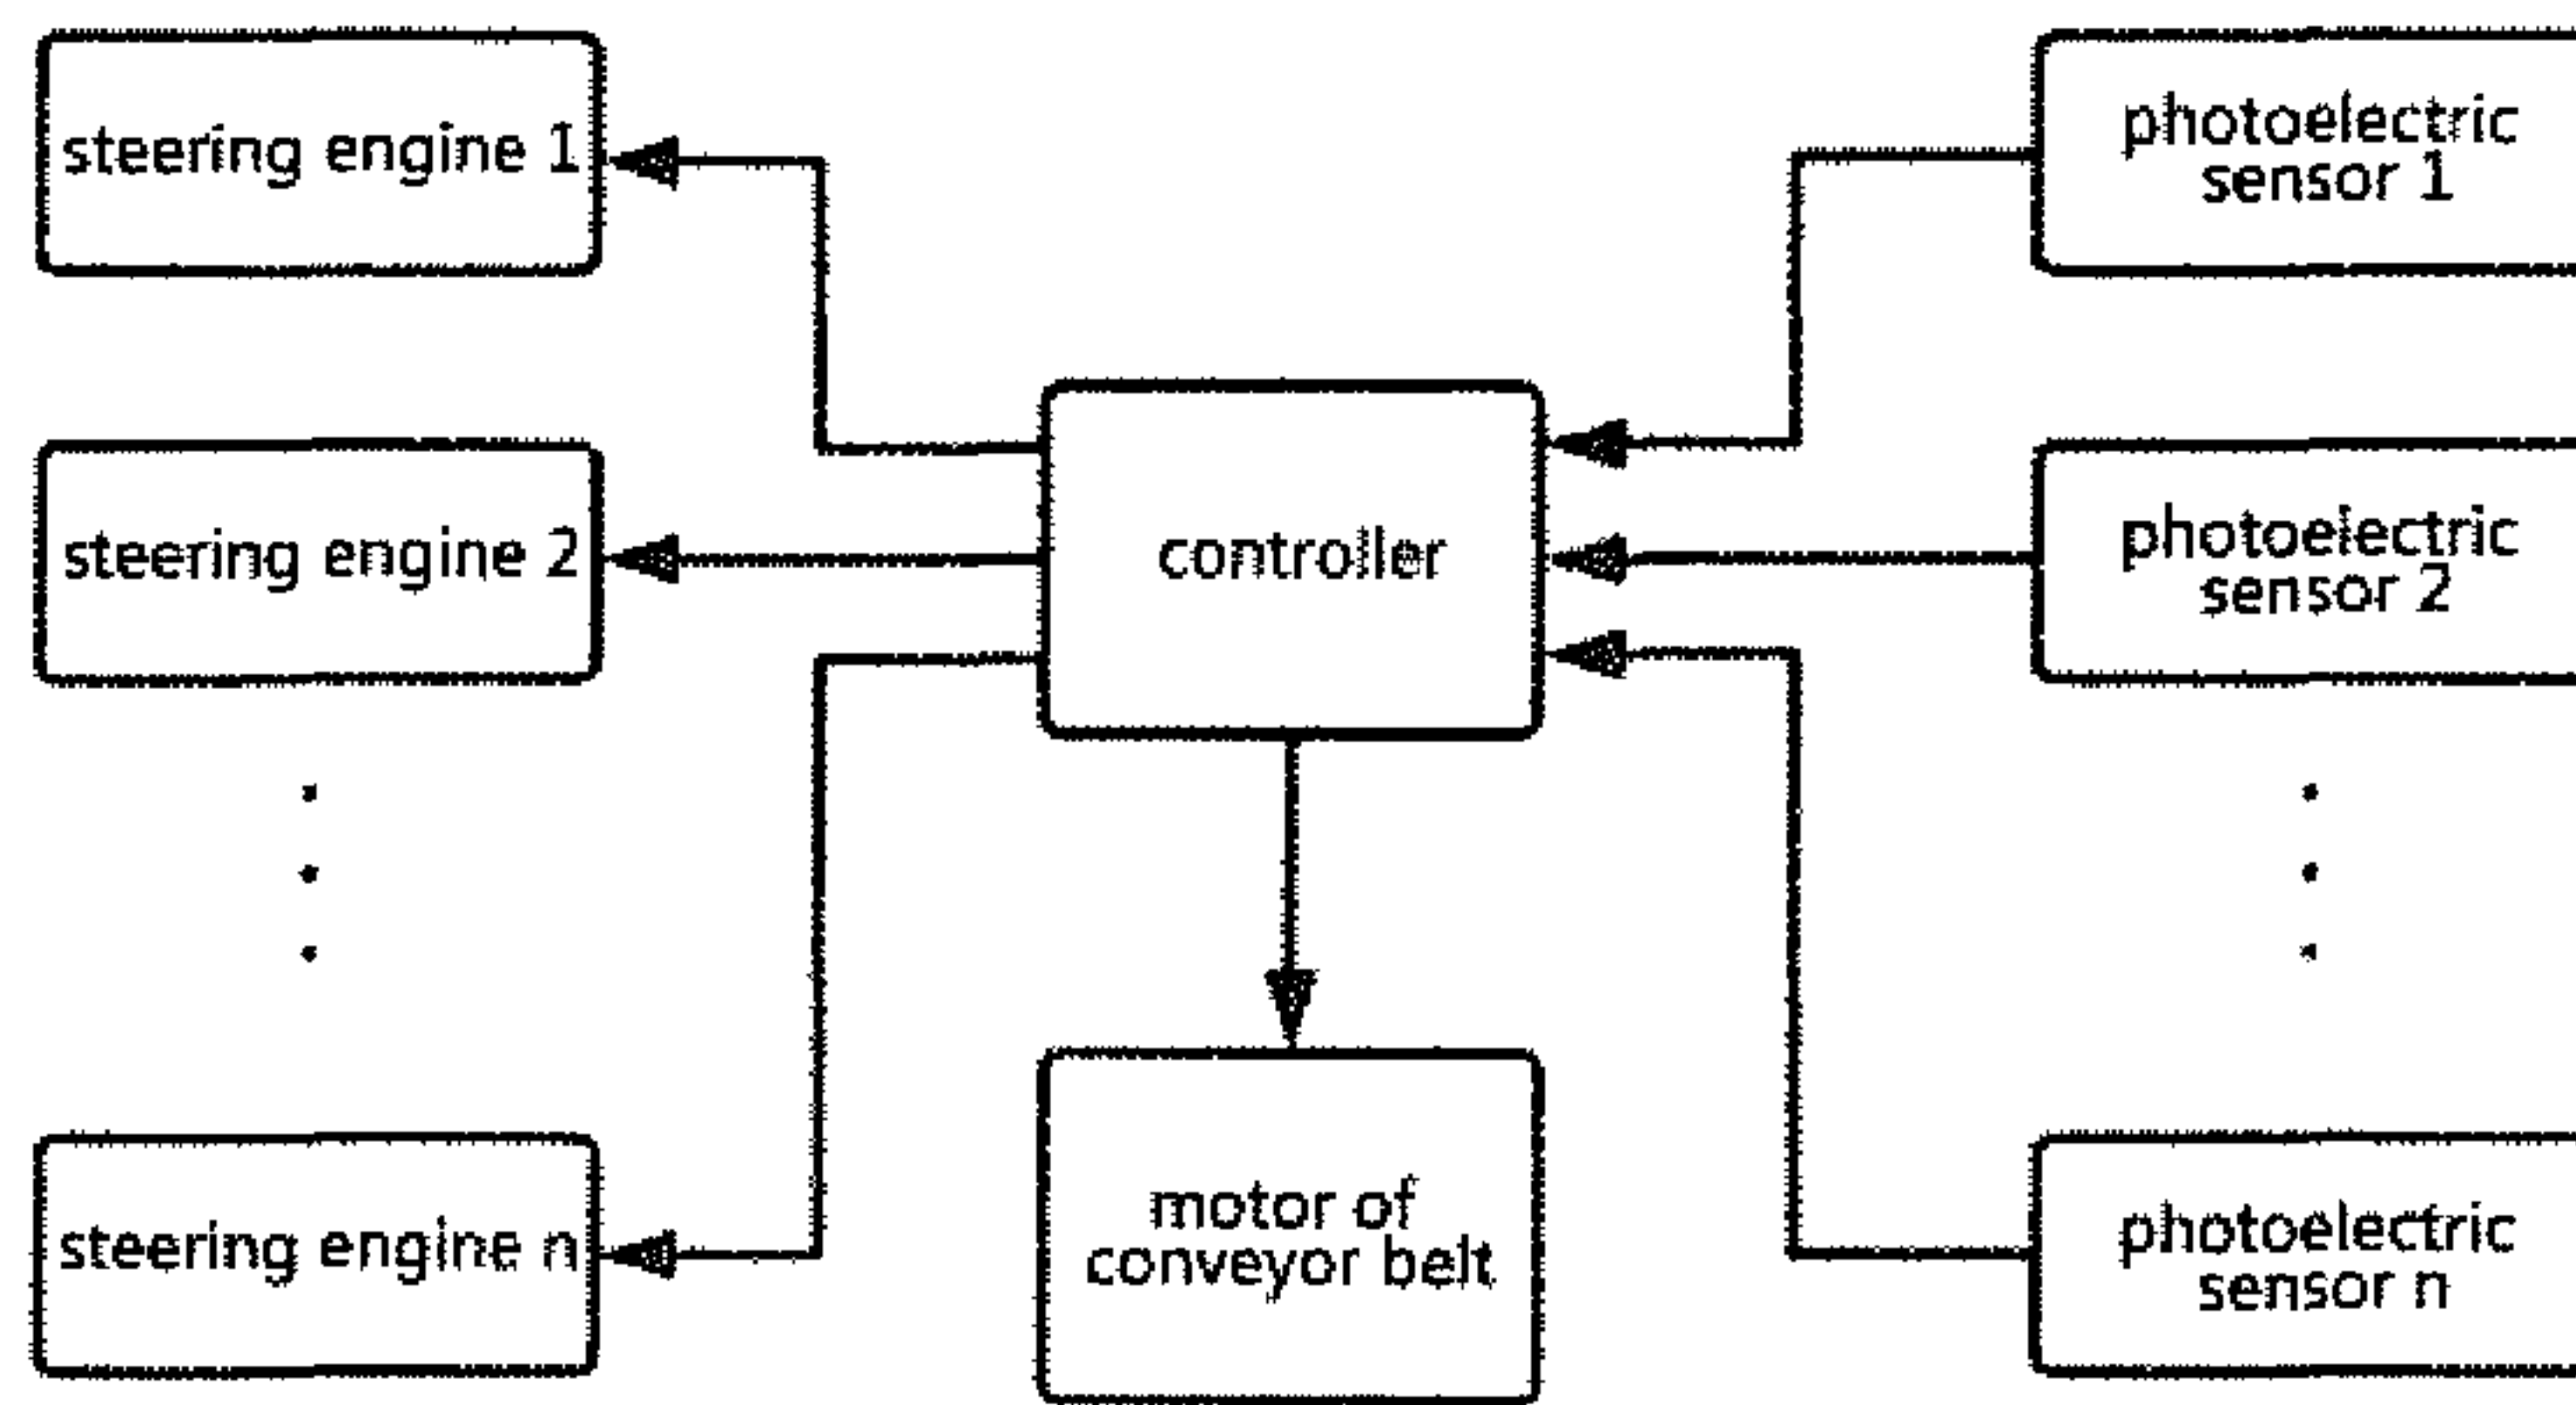 steering engine 1
photoelectric
sensor 1
steering engine 2
controller
photoelectric
sensor 2
steering engine n
motor of
conveyor belt
photoelectric
sensor n